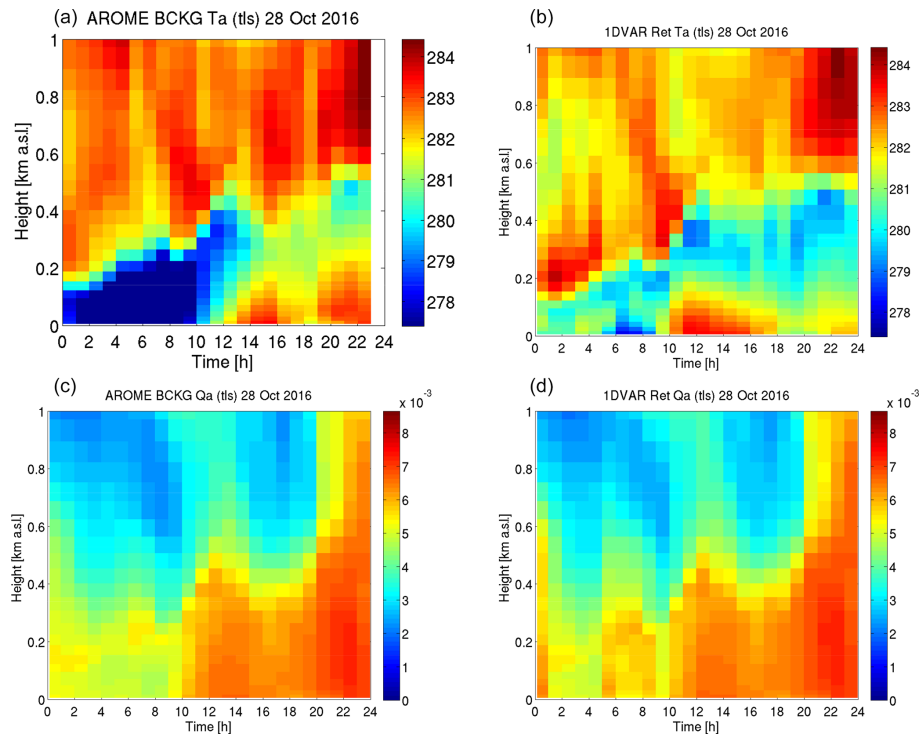 (a) AROME BCKG Ta (tls) 28 Oct 2016
1
0.8
0.6
0.4
0.2
0
Height [km a.s.l.]
0 2 4 6 8 10 12 14 16 18 20 22 24
Time [h]
284
283
282
281
280
279
278
(b)
1DVAR Ret Ta (tls) 28 Oct 2016
1
0.8
0.6
0.4
0.2
0
Height [km a.s.l.]
0 2 4 6 8 10 12 14 16 18 20 22 24
Time [h]
284
283
282
281
280
279
278
(c)
AROME BCKG Qa (tls) 28 Oct 2016
x 10-3
1
0.8
0.6
0.4
0.2
0
Height [km a.s.l.]
0 2 4 6 8 10 12 14 16 18 20 22 24
Time [h]
8
7
6
5
4
3
2
1
0
(d)
1DVAR Ret Qa (tls) 28 Oct 2016
x 10-3
1
0.8
0.6
0.4
0.2
0
Height [km a.s.l.]
0 2 4 6 8 10 12 14 16 18 20 22 24
Time [h]
8
7
6
5
4
3
2
1
0